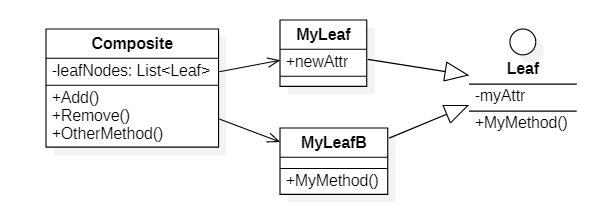 Composite
-leafNodes: List<Leaf>
+Add()
+Remove()
+OtherMethod()
MyLeaf
+newAttr
MyLeafB
+MyMethod()
Leaf
-myAttr
+MyMethod()